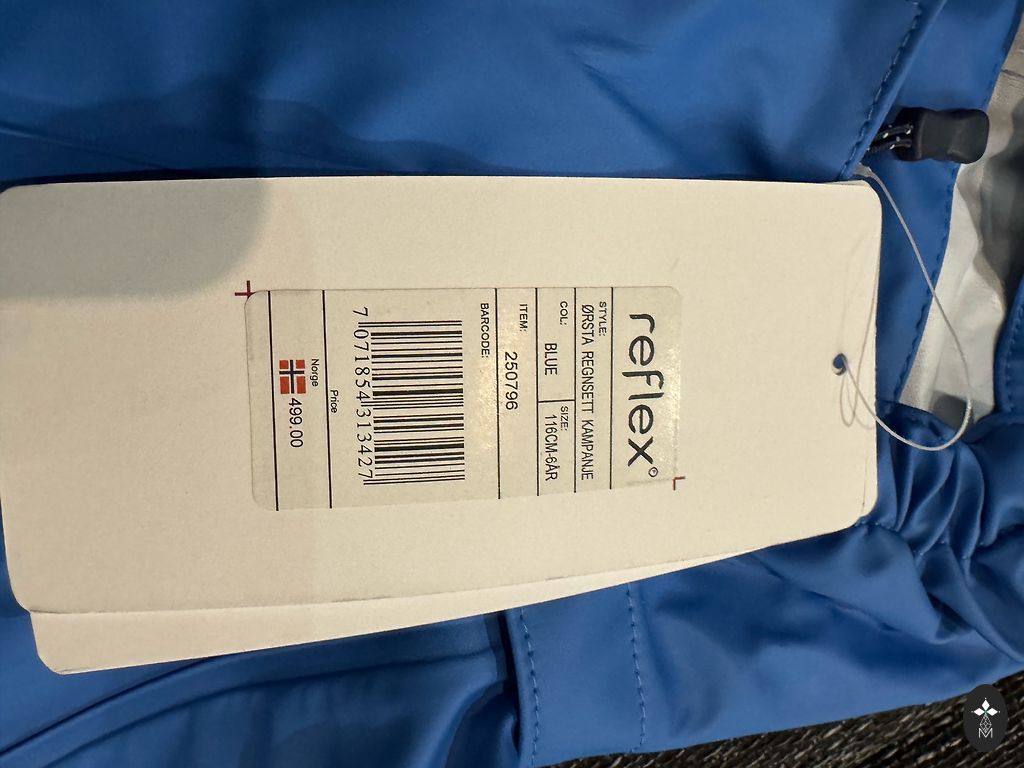 reflex®
STYLE:
ØRSTA REGNSETT KAMPANJE
COL:
BLUE
SIZE:
116CM-6ÅR
ITEM:
250796
BARCODE:
7 071854 313427
Price
Norge
499.00
M